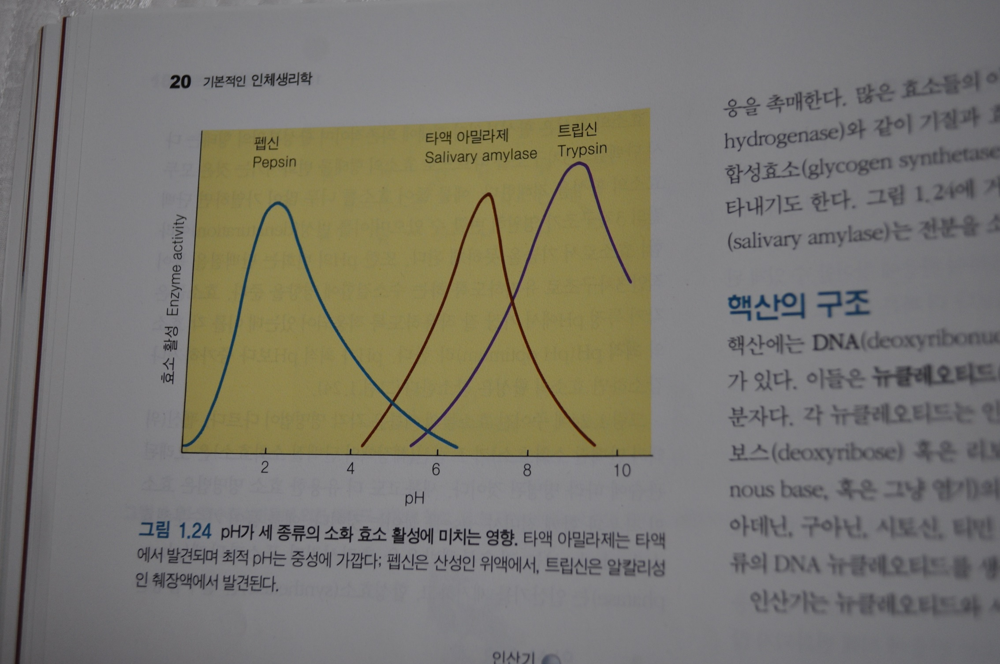 20 기본적인 인체생리학
펩신
Pepsin
타액 아밀라제
Salivary amylase
트립신
Trypsin
효소 활성 Enzyme activity
2 4 6 8 10
pH
그림 1.24 pH가 세 종류의 소화 효소 활성에 미치는 영향. 타액 아밀라제는 타액
에서 발견되며 최적 pH는 중성에 가깝다; 펩신은 산성인 위액에서, 트립신은 알칼리성
인 췌장액에서 발견된다.
인산기
웅을 촉매한다. 많은 효소들의
hydrogenase)와 같이 기질과
합성효소(glycogen synthetase
타내기도 한다. 그림 1.24에
(salivary amylase)는 전분을
핵산의 구조
핵산에는 DNA(deoxyribonuc
가 있다. 이들은 뉴클레오티드
분자다. 각 뉴클레오티드는 인
보스(deoxyribose) 혹은 리보
nous base, 혹은 그냥 염기)의
아데닌, 구아닌, 시토신, 티민
류의 DNA 뉴클레오티드를 생
인산기는 뉴클레오티드와